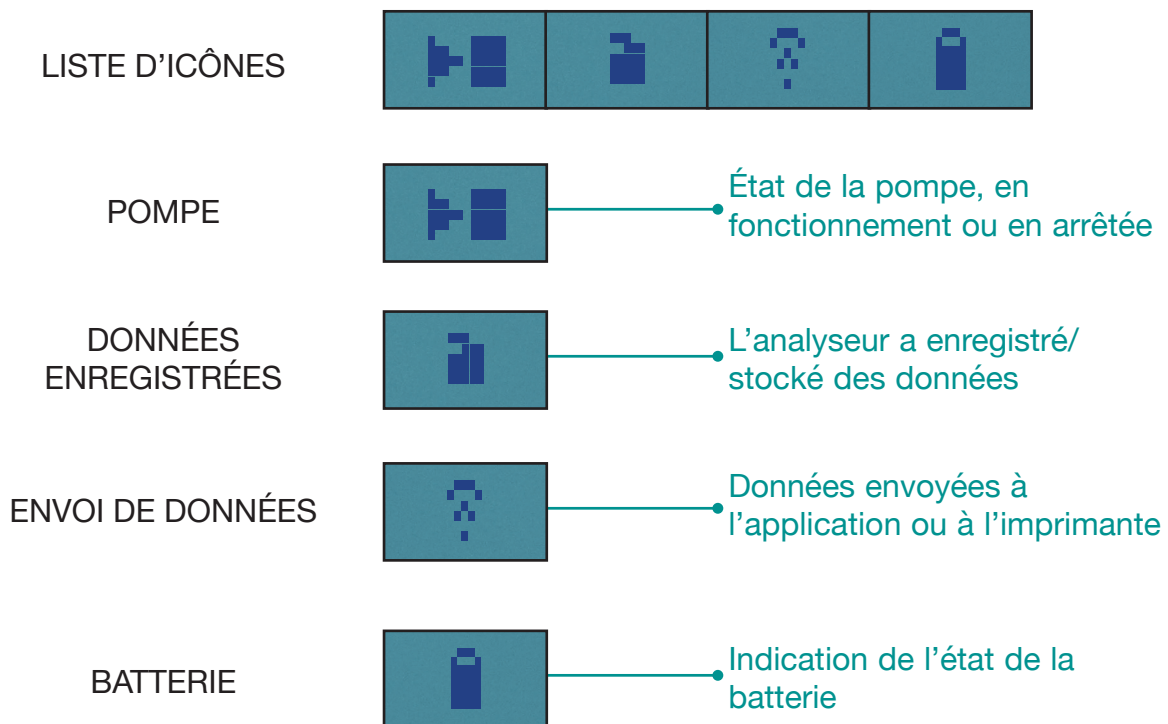 LISTE D'ICÔNES
POMPE
État de la pompe, en
fonctionnement ou en arrêtée
DONNÉES
ENREGISTRÉES
L'analyseur a enregistré/
stocké des données
ENVOI DE DONNÉES
Données envoyées à
l'application ou à l'imprimante
BATTERIE
Indication de l'état de la
batterie